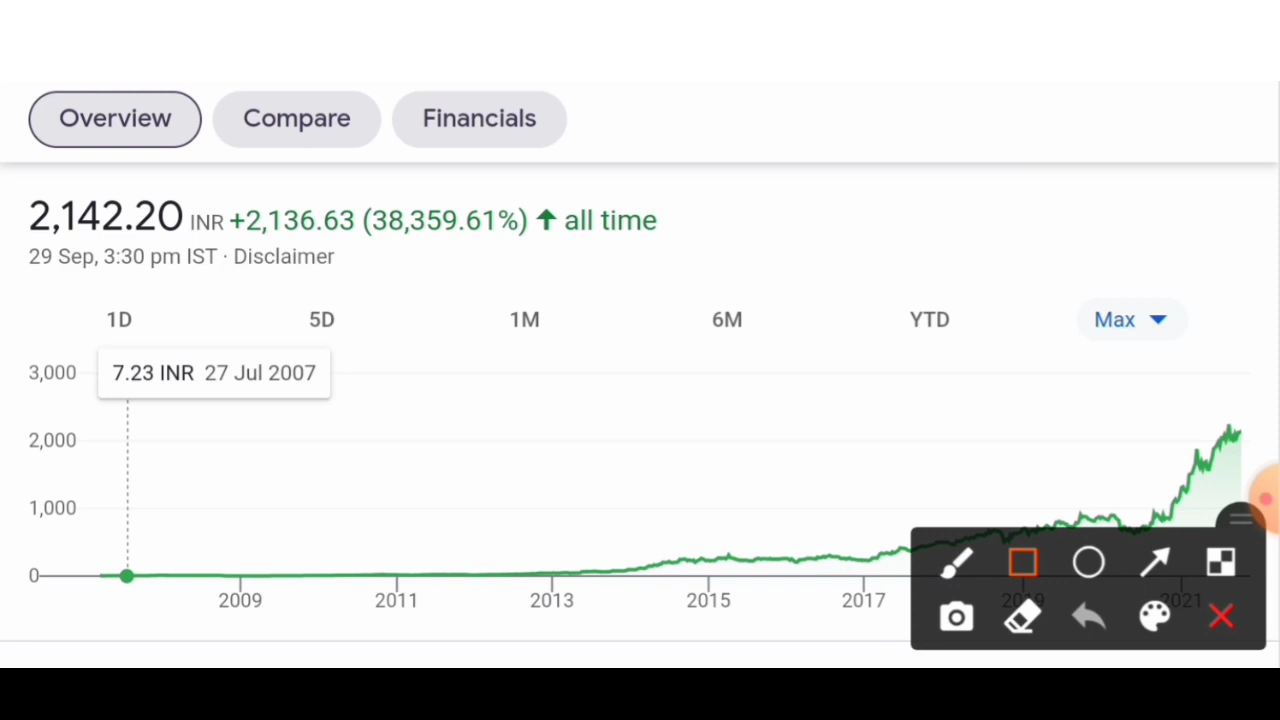 Overview Compare Financials
2,142.20 INR +2,136.63 (38,359.61%) ↑ all time
29 Sep, 3:30 pm IST · Disclaimer
1D 5D 1M 6M YTD Max
3,000 7.23 INR 27 Jul 2007
2,000
1,000
0
2009 2011 2013 2015 2017 2019 2021